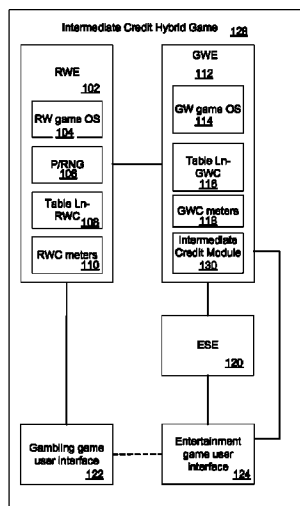 Intermediate Credit Hybrid Game 128
RWE
102
RW game OS
104
P/RNG
106
Table Ln-
RWC
108
RWC meters
110
GWE
112
GW game OS
114
Table Ln-
GWC
116
GWC meters
118
Intermediate
Credit Module
130
ESE
120
Gambling game
user interface
122
Entertainment
game user
interface 124